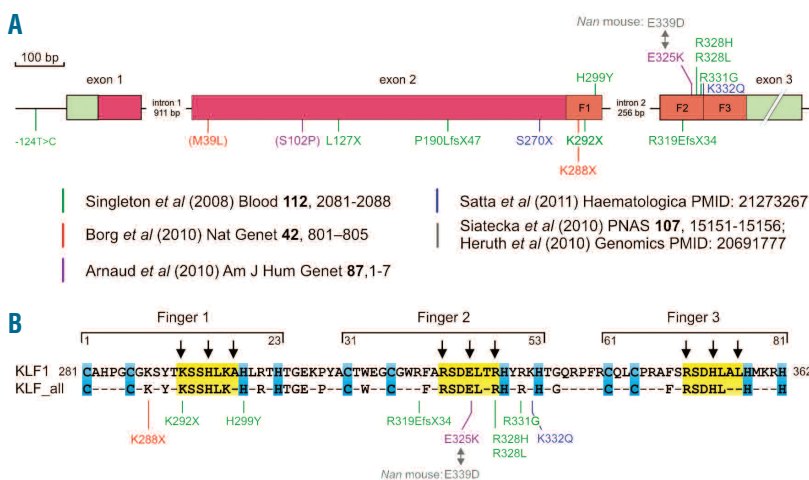 A
Nan mouse: E339D
100 bp
E325K
R328H
R328L
exon 1
exon 2
H299Y
R331G
exon 3
K332Q
intron 1
911 bp
F1
intron 2
256 bp
F2
F3
-124T>C
(M39L)
(S102P)
L127X
P190LfsX47
S270X
K292X
R319EfsX34
K288X
Singleton et al (2008) Blood 112, 2081-2088
Borg et al (2010) Nat Genet 42, 801–805
Arnaud et al (2010) Am J Hum Genet 87,1-7
Satta et al (2011) Haematologica PMID: 21273267
Siatecka et al (2010) PNAS 107, 15151-15156;
Heruth et al (2010) Genomics PMID: 20691777
B
Finger 1
Finger 2
Finger 3
1 23 31 53 61 81
KLF1 281 CAHPGCGKSYTKSSHLKAHLRTHTGEKPYACTWEGCGWRFARSDELTRHYRKHTGQRPFRCQLCPRAFSRSDHLALHMKRH 362
KLF_all C----C--K-Y-KSSHLK-H-R-HTGE-P--C-W-C---F-RSDEL-RH-R-H-G-----C--C---F-RSDHL--H---H
K288X
K292X
H299Y
R319EfsX34
E325K
R331G
R328H
R328L
K332Q
Nan mouse: E339D